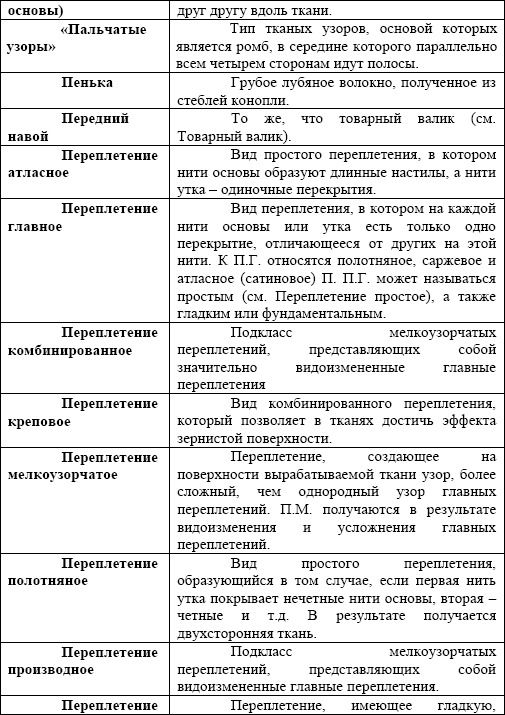 основы)
друг другу вдоль ткани.
«Пальчатые
узоры»
Тип тканых узоров, основой которых
является ромб, в середине которого параллельно
всем четырем сторонам идут полосы.
Пенька
Грубое лубяное волокно, полученное из
стеблей конопли.
Передний
навой
То же, что товарный валик (см.
Товарный валик).
Переплетение
атласное
Вид простого переплетения, в котором
нити основы образуют длинные настилы, а нити
утка – одиночные перекрытия.
Переплетение
главное
Вид переплетения, в котором на каждой
нити основы или утка есть только одно
перекрытие, отличающееся от других на этой
нити. К П.Г. относятся полотняное, саржевое и
атласное (сатиновое) П. П.Г. может называться
простым (см. Переплетение простое), а также
гладким или фундаментальным.
Переплетение
комбинированное
Подкласс мелкоузорчатых
переплетений, представляющих собой
значительно видоизмененные главные
переплетения
Переплетение
креповое
Вид комбинированного переплетения,
который позволяет в тканях достичь эффекта
зернистой поверхности.
Переплетение
мелкоузорчатое
Переплетение, создающее на
поверхности вырабатываемой ткани узор, более
сложный, чем однородный узор главных
переплетений. П.М. получаются в результате
видоизменения и усложнения главных
переплетений.
Переплетение
полотняное
Вид простого переплетения,
образующийся в том случае, если первая нить
утка покрывает нечетные нити основы, вторая –
четные и т.д. В результате получается
двухсторонняя ткань.
Переплетение
производное
Подкласс мелкоузорчатых
переплетений, представляющих собой
видоизмененные главные переплетения.
Переплетение
Переплетение, имеющее гладкую,